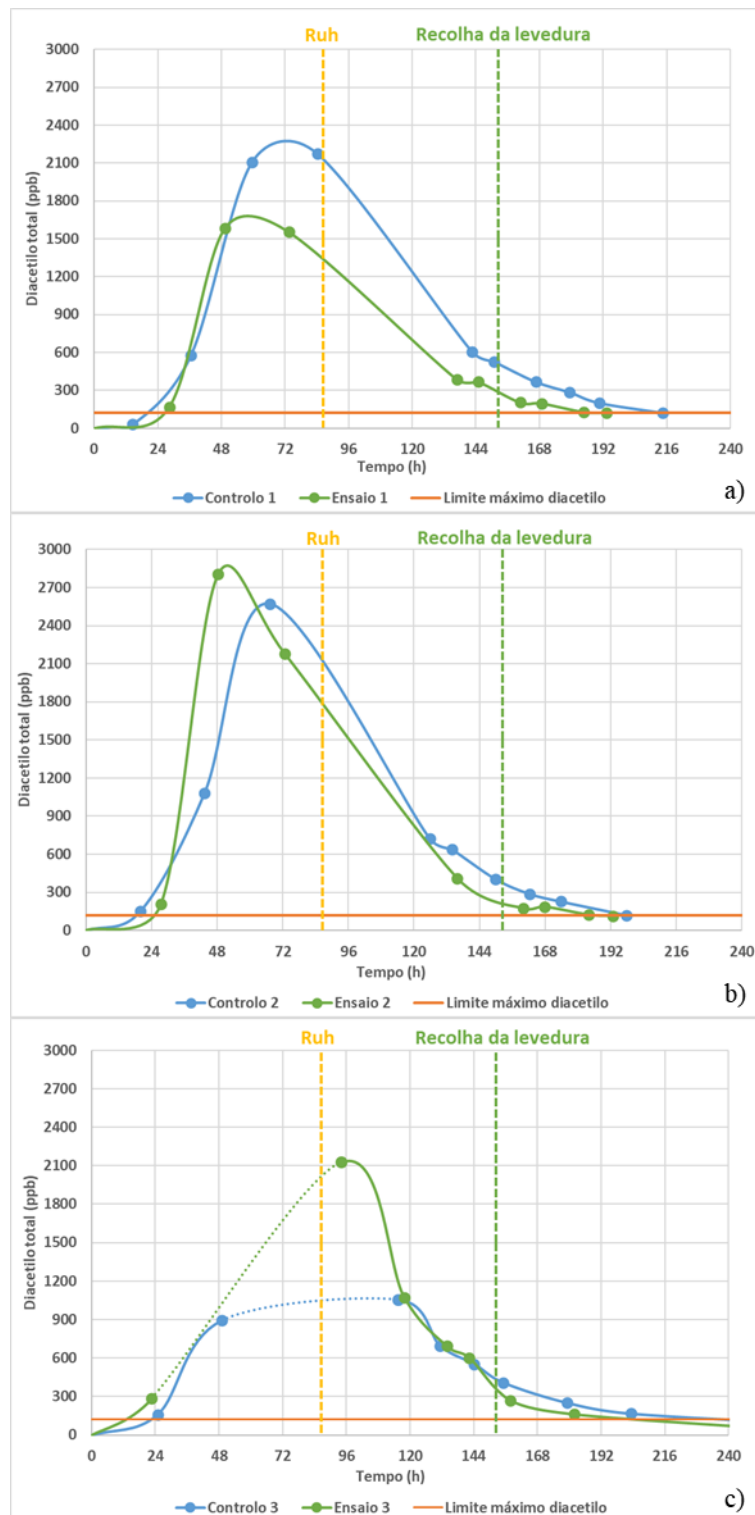 Ruh Recolha da levedura
3000
2700
2400
2100
1800
1500
1200
900
600
300
0
Diacetilo total (ppb)
0 24 48 72 96 120 144 168 192 216 240
Tempo (h)
Controlo 1 Ensaio 1 Limite máximo diacetilo
a)
Ruh Recolha da levedura
3000
2700
2400
2100
1800
1500
1200
900
600
300
0
Diacetilo total (ppb)
0 24 48 72 96 120 144 168 192 216 240
Tempo (h)
Controlo 2 Ensaio 2 Limite máximo diacetilo
b)
Ruh Recolha da levedura
3000
2700
2400
2100
1800
1500
1200
900
600
300
0
Diacetilo total (ppb)
0 24 48 72 96 120 144 168 192 216 240
Tempo (h)
Controlo 3 Ensaio 3 Limite máximo diacetilo
c)